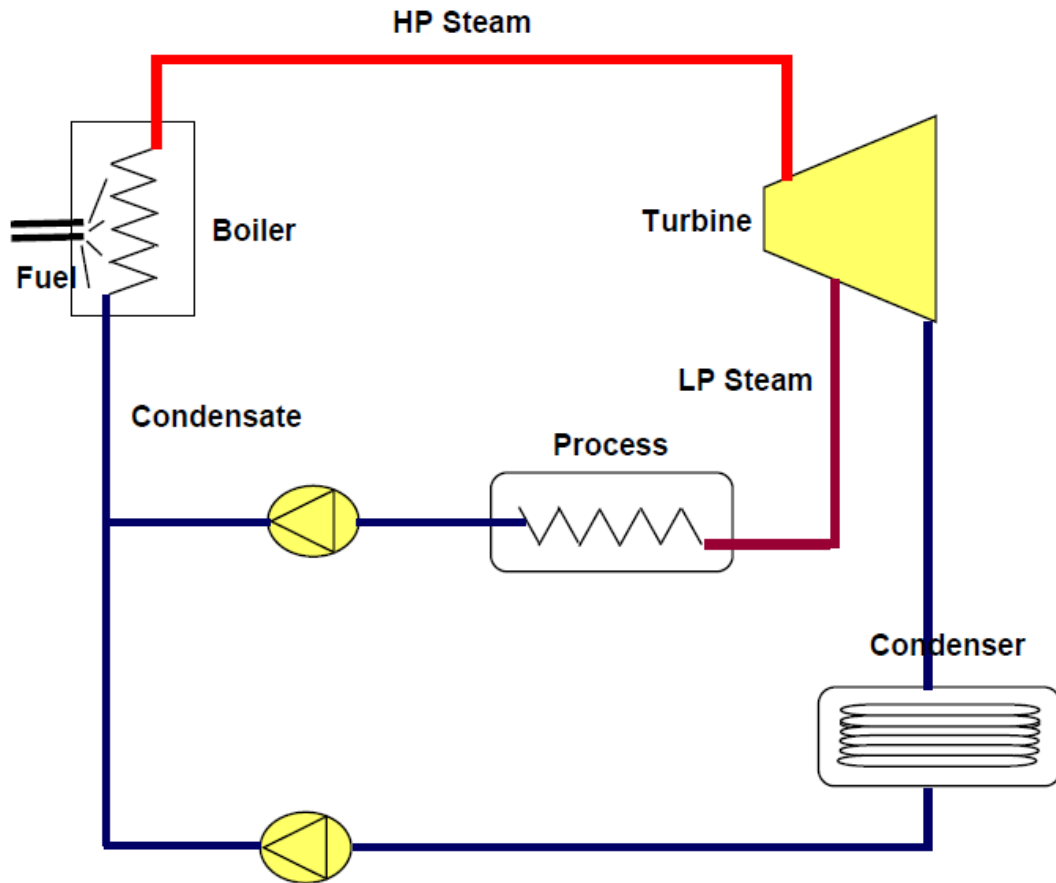 HP Steam
Turbine
Boiler
Fuel
LP Steam
Condensate
Process
Condenser